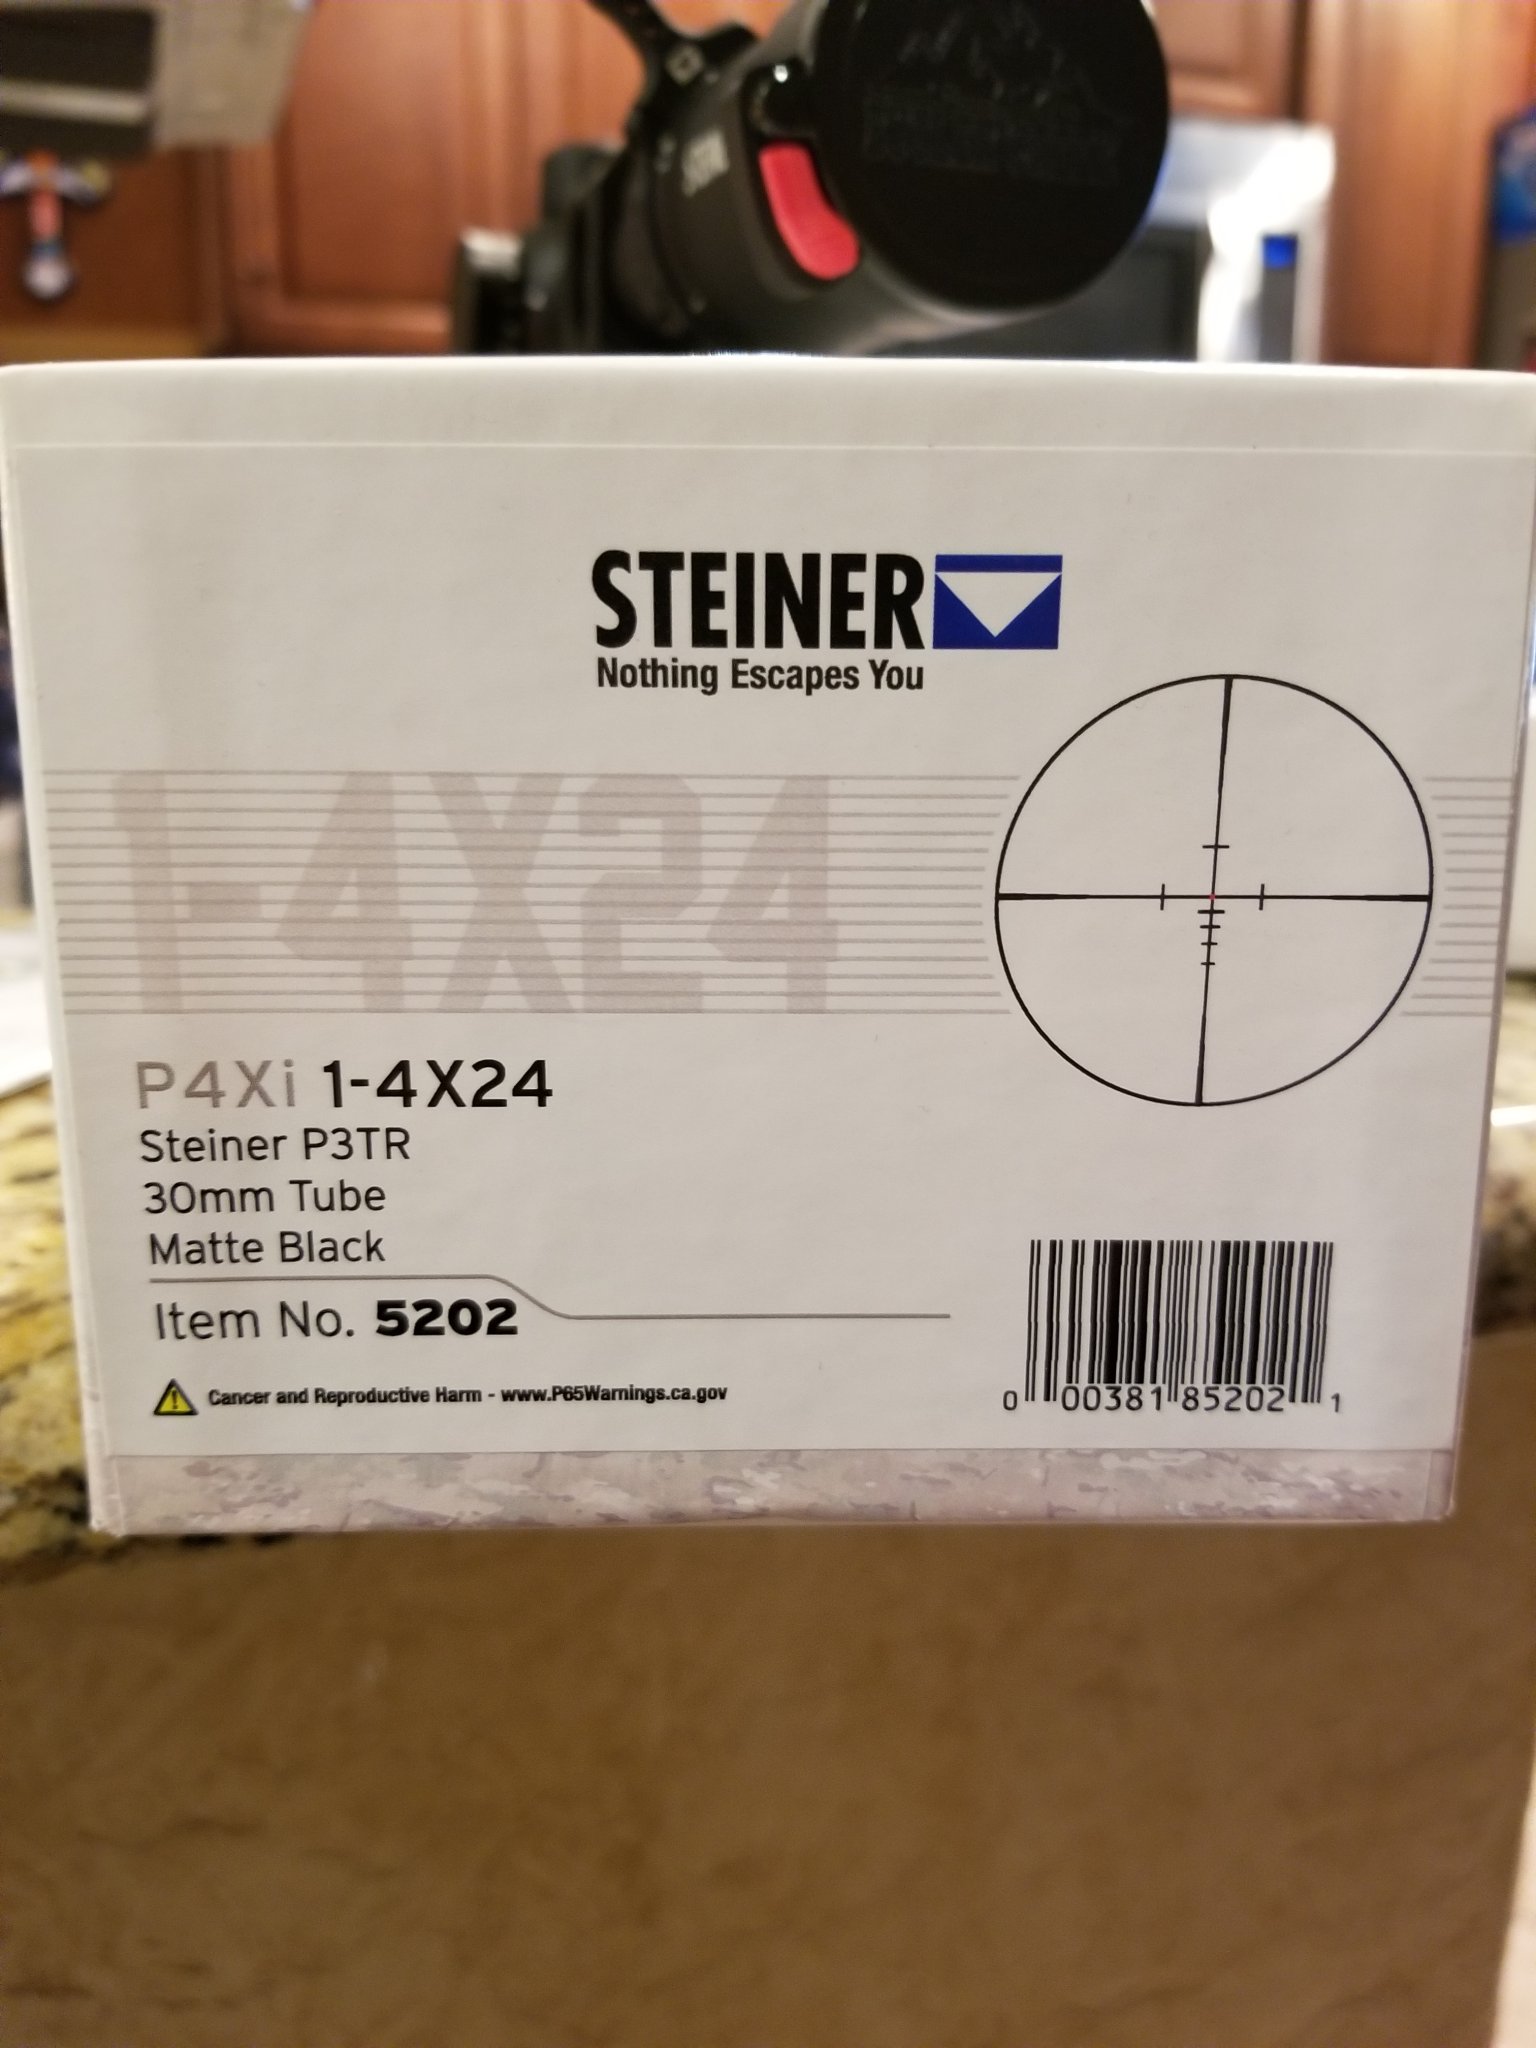 STEINER
Nothing Escapes You
1-4X24
P4Xi 1-4X24
Steiner P3TR
30mm Tube
Matte Black
Item No. 5202
Cancer and Reproductive Harm - www.P65Warnings.ca.gov
0 00381 85202 1